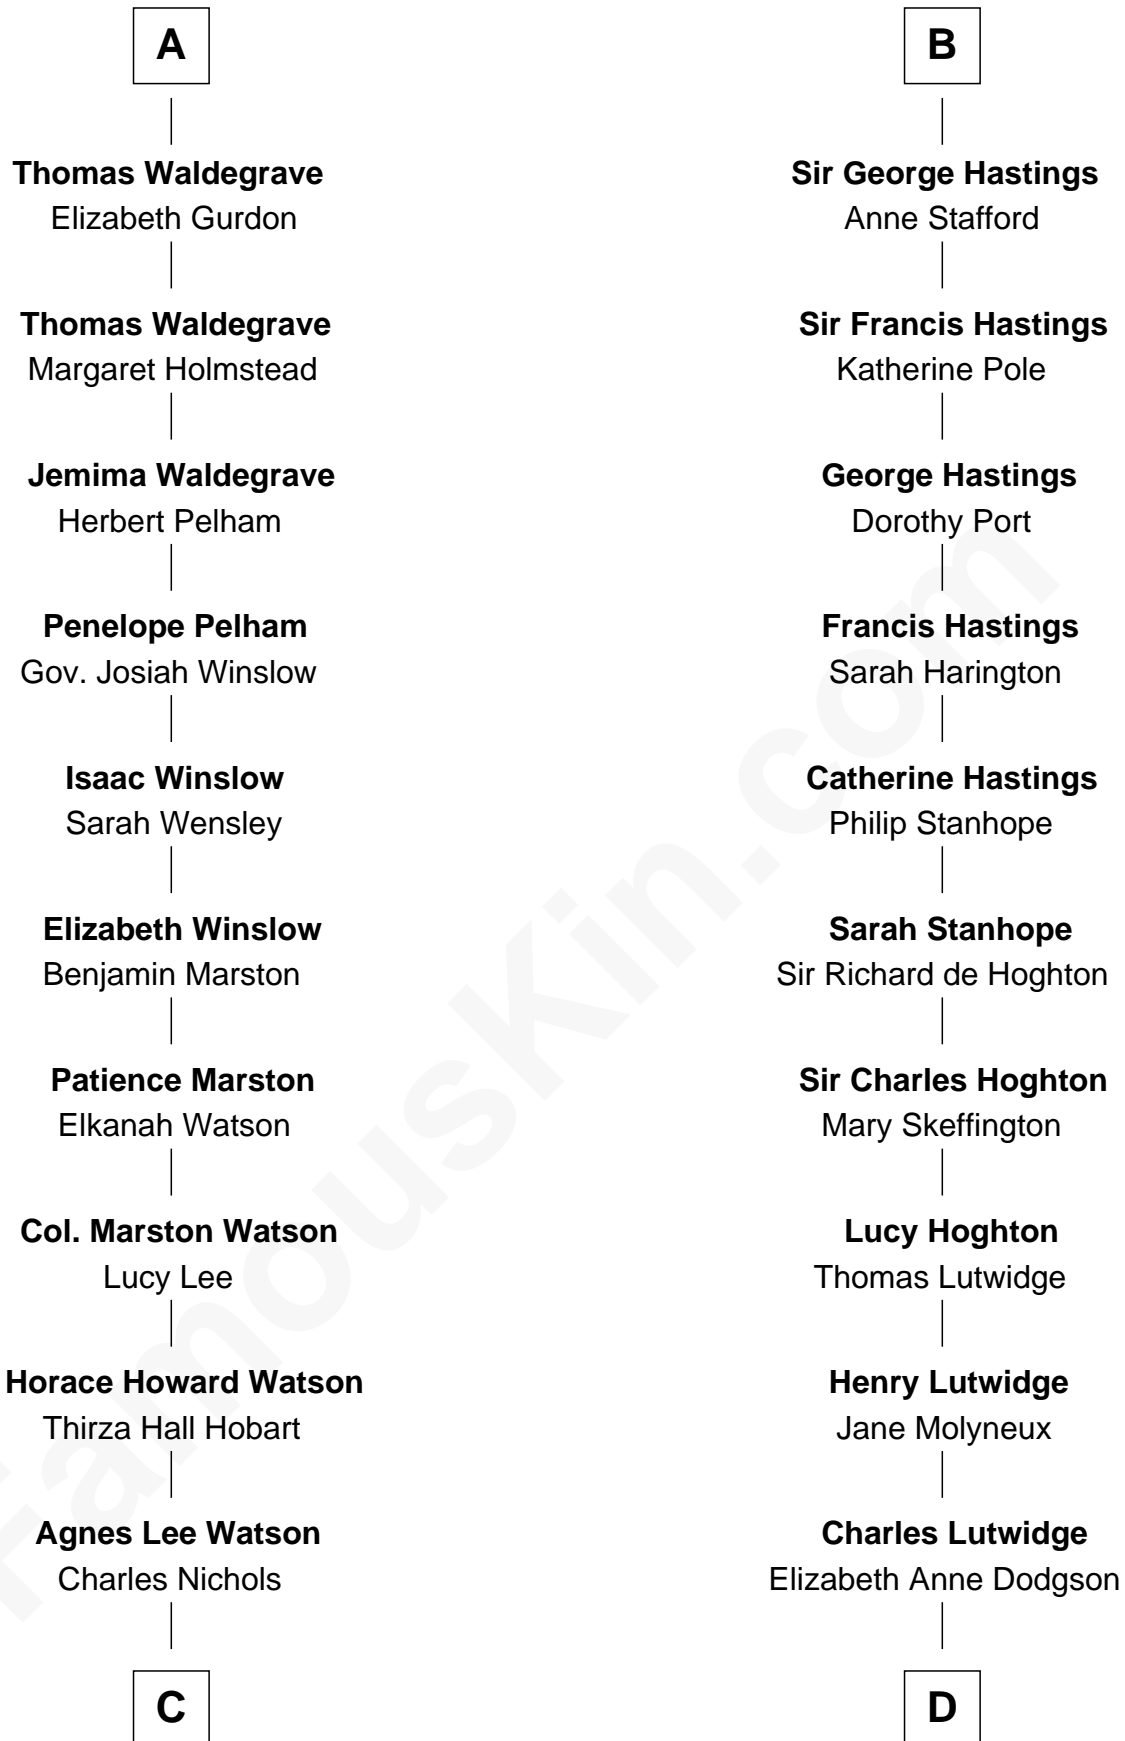 A
Thomas Waldegrave
Elizabeth Gurdon
Thomas Waldegrave
Margaret Holmstead
Jemima Waldegrave
Herbert Pelham
Penelope Pelham
Gov. Josiah Winslow
Isaac Winslow
Sarah Wensley
Elizabeth Winslow
Benjamin Marston
Patience Marston
Elkanah Watson
Col. Marston Watson
Lucy Lee
Horace Howard Watson
Thirza Hall Hobart
Agnes Lee Watson
Charles Nichols
C
B
Sir George Hastings
Anne Stafford
Sir Francis Hastings
Katherine Pole
George Hastings
Dorothy Port
Francis Hastings
Sarah Harington
Catherine Hastings
Philip Stanhope
Sarah Stanhope
Sir Richard de Hoghton
Sir Charles Hoghton
Mary Skeffington
Lucy Hoghton
Thomas Lutwidge
Henry Lutwidge
Jane Molyneux
Charles Lutwidge
Elizabeth Anne Dodgson
D
FamousKin.com